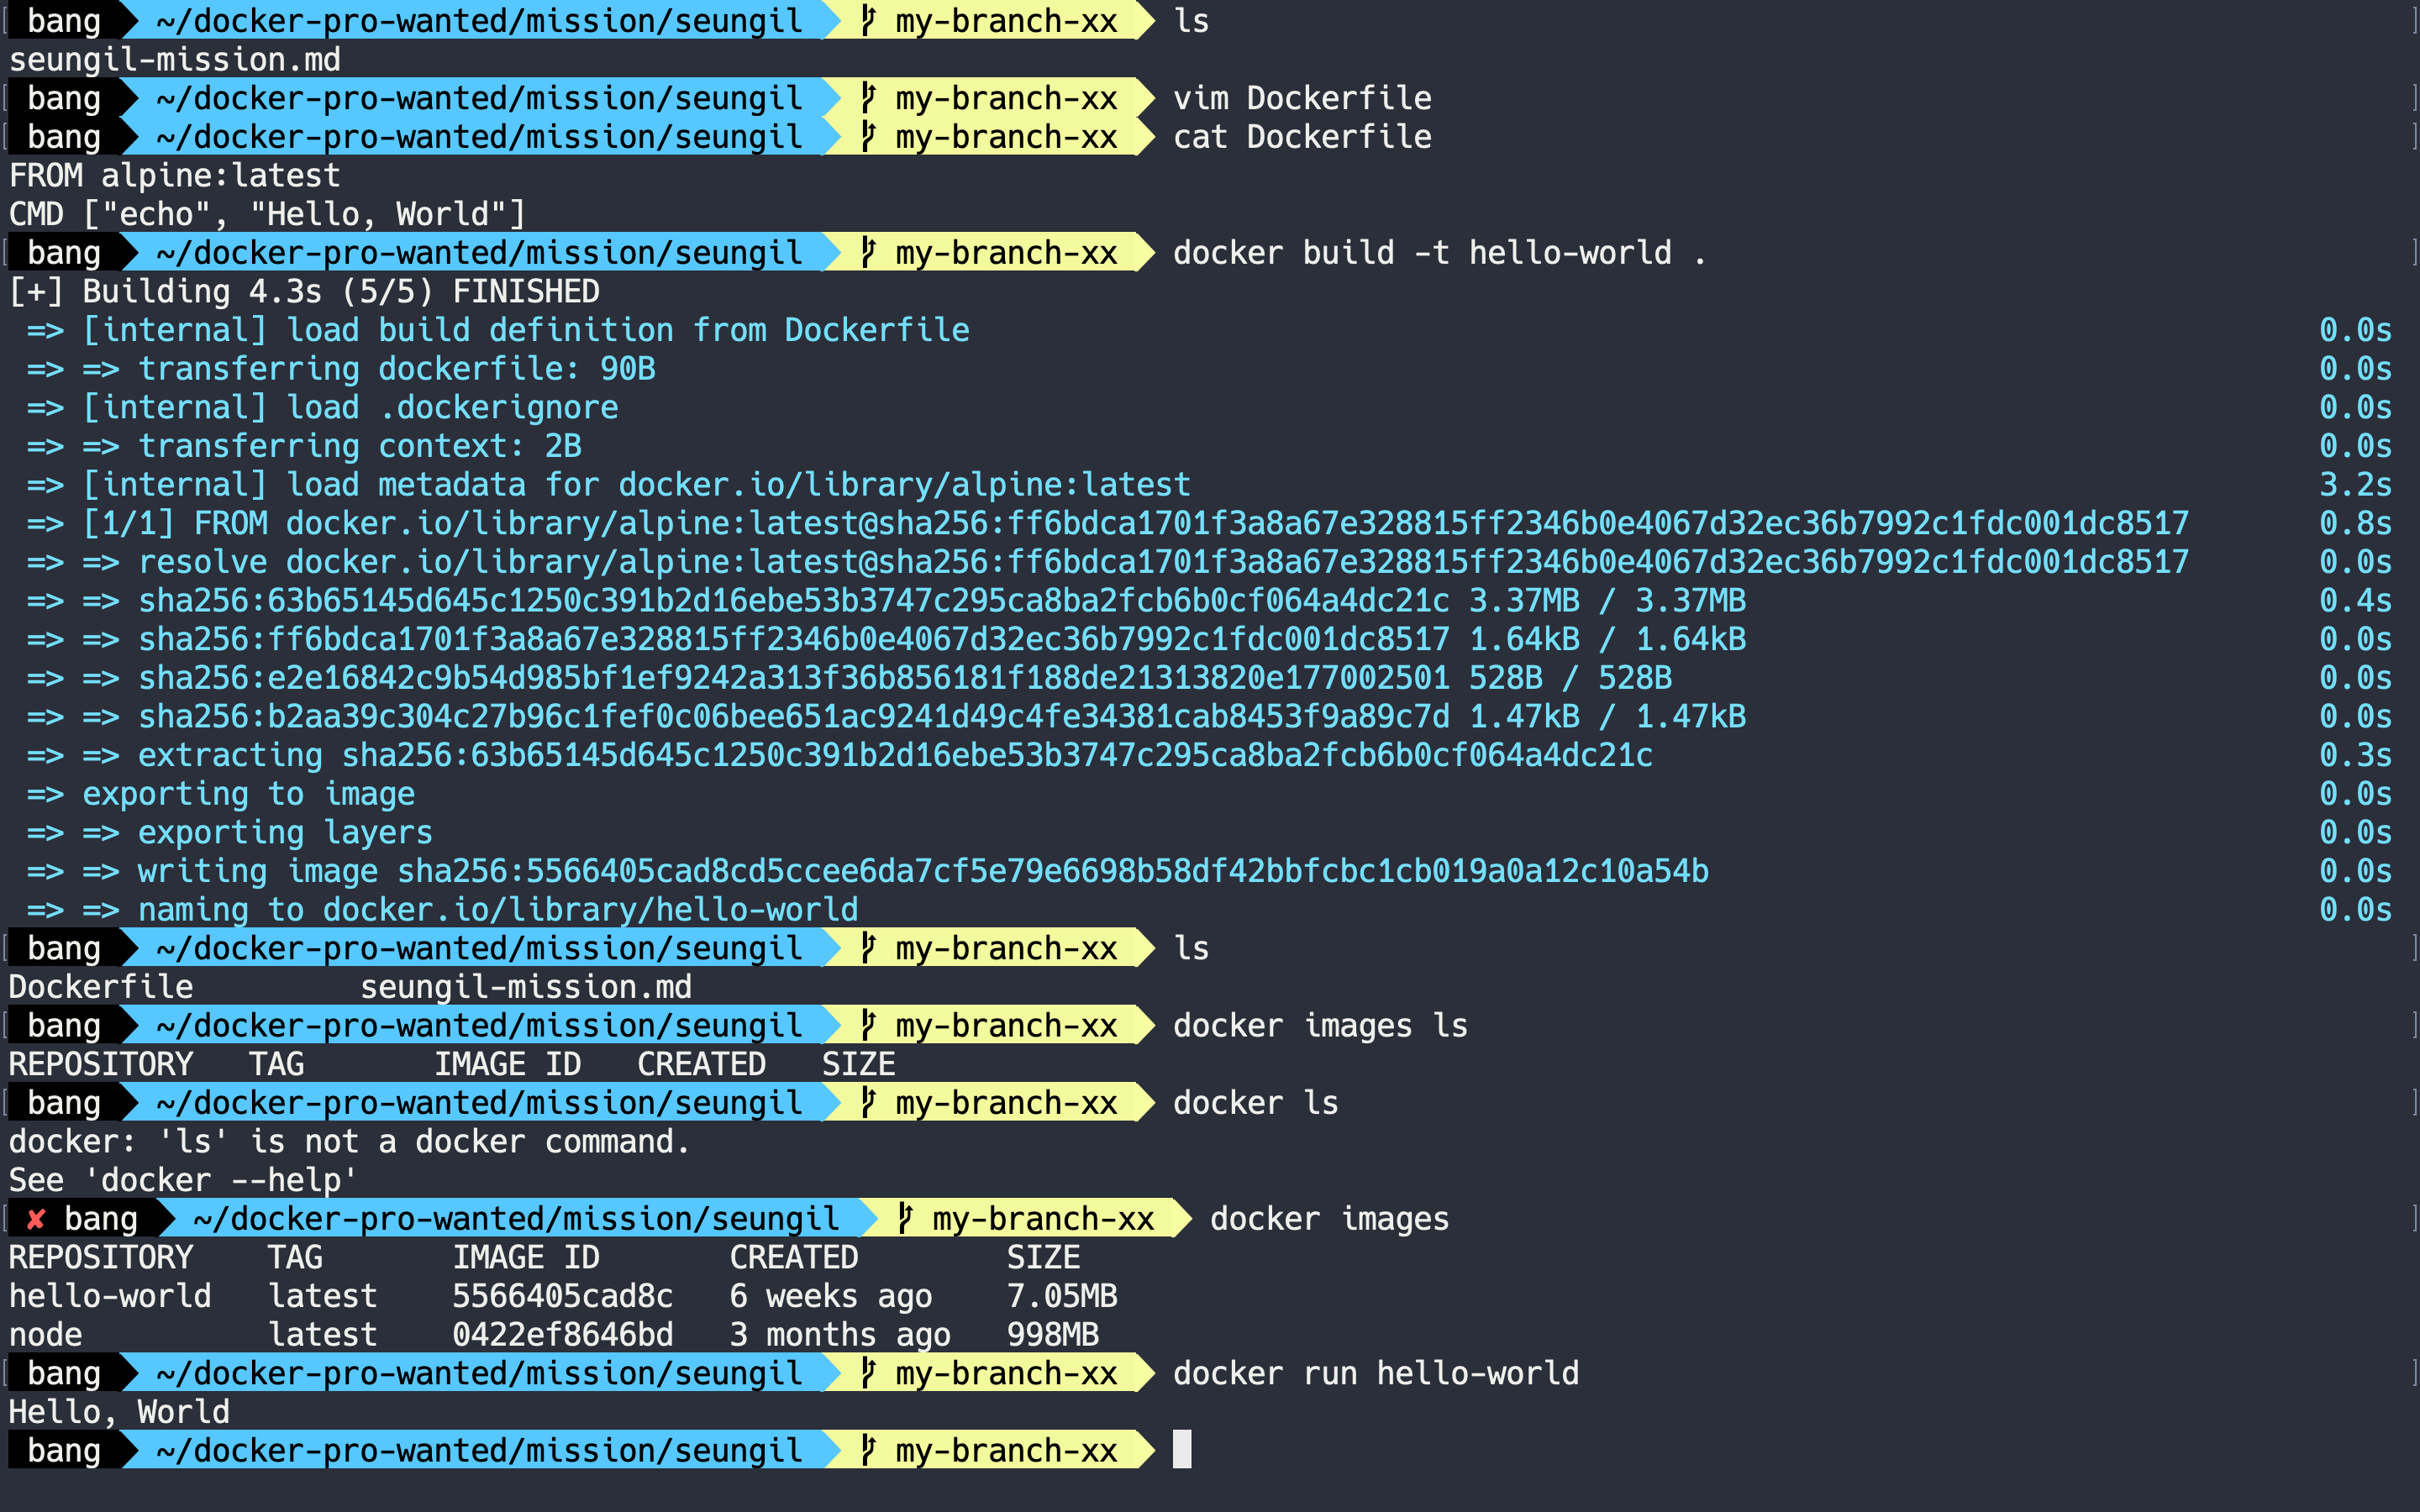 bang ~/docker-pro-wanted/mission/seungil my-branch-xx ls
seungil-mission.md
bang ~/docker-pro-wanted/mission/seungil my-branch-xx vim Dockerfile
bang ~/docker-pro-wanted/mission/seungil my-branch-xx cat Dockerfile
FROM alpine:latest
CMD ["echo", "Hello, World"]
bang ~/docker-pro-wanted/mission/seungil my-branch-xx docker build -t hello-world .
[+] Building 4.3s (5/5) FINISHED
=> [internal] load build definition from Dockerfile 0.0s
=> => transferring dockerfile: 90B 0.0s
=> [internal] load .dockerignore 0.0s
=> => transferring context: 2B 0.0s
=> [internal] load metadata for docker.io/library/alpine:latest 3.2s
=> [1/1] FROM docker.io/library/alpine:latest@sha256:ff6bdca1701f3a8a67e328815ff2346b0e4067d32ec36b7992c1fdc001dc8517 0.8s
=> => resolve docker.io/library/alpine:latest@sha256:ff6bdca1701f3a8a67e328815ff2346b0e4067d32ec36b7992c1fdc001dc8517 0.0s
=> => sha256:63b65145d645c1250c391b2d16ebe53b3747c295ca8ba2fcb6b0cf064a4dc21c 3.37MB / 3.37MB 0.4s
=> => sha256:ff6bdca1701f3a8a67e328815ff2346b0e4067d32ec36b7992c1fdc001dc8517 1.64kB / 1.64kB 0.0s
=> => sha256:e2e16842c9b54d985bf1ef9242a313f36b856181f188de21313820e177002501 528B / 528B 0.0s
=> => sha256:b2aa39c304c27b96c1fef0c06bee651ac9241d49c4fe34381cab8453f9a89c7d 1.47kB / 1.47kB 0.0s
=> => extracting sha256:63b65145d645c1250c391b2d16ebe53b3747c295ca8ba2fcb6b0cf064a4dc21c 0.3s
=> exporting to image 0.0s
=> => exporting layers 0.0s
=> => writing image sha256:5566405cad8cd5ccee6da7cf5e79e6698b58df42bbfcbc1cb019a0a12c10a54b 0.0s
=> => naming to docker.io/library/hello-world 0.0s
bang ~/docker-pro-wanted/mission/seungil my-branch-xx ls
Dockerfile seungil-mission.md
bang ~/docker-pro-wanted/mission/seungil my-branch-xx docker images ls
REPOSITORY TAG IMAGE ID CREATED SIZE
bang ~/docker-pro-wanted/mission/seungil my-branch-xx docker ls
docker: 'ls' is not a docker command.
See 'docker --help'
✘ bang ~/docker-pro-wanted/mission/seungil my-branch-xx docker images
REPOSITORY TAG IMAGE ID CREATED SIZE
hello-world latest 5566405cad8c 6 weeks ago 7.05MB
node latest 0422ef8646bd 3 months ago 998MB
bang ~/docker-pro-wanted/mission/seungil my-branch-xx docker run hello-world
Hello, World
bang ~/docker-pro-wanted/mission/seungil my-branch-xx